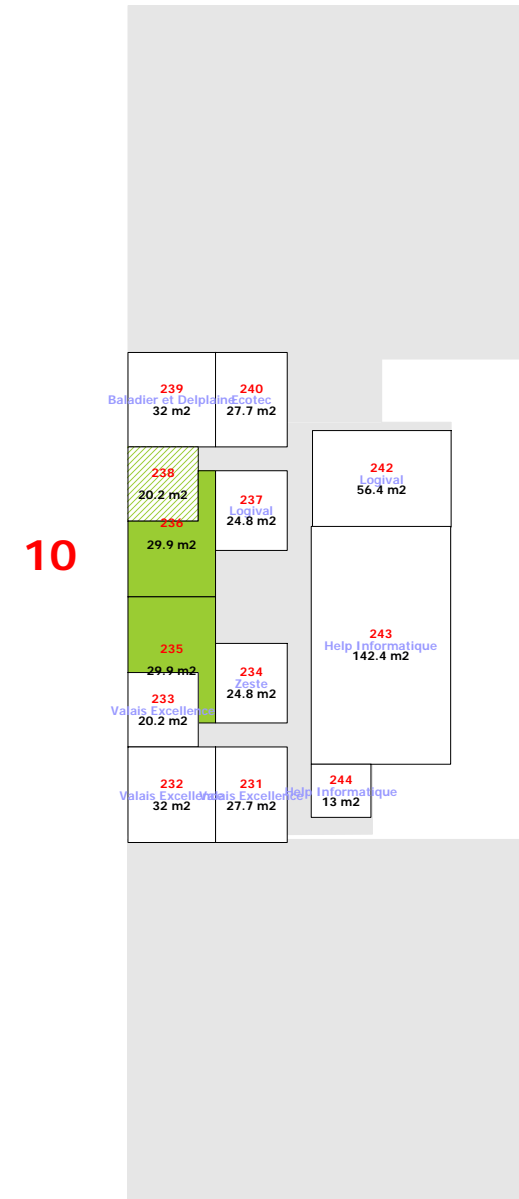 239
Baladier et Delplaine
32 m2
240
Ecotec
27.7 m2
242
Logival
56.4 m2
238
20.2 m2
237
Logival
24.8 m2
236
29.9 m2
10
243
Help Informatique
142.4 m2
235
29.9 m2
234
Zeste
24.8 m2
233
Valais Excellence
20.2 m2
232
Valais Excellence
32 m2
231
Valais Excellence
27.7 m2
244
Help Informatique
13 m2